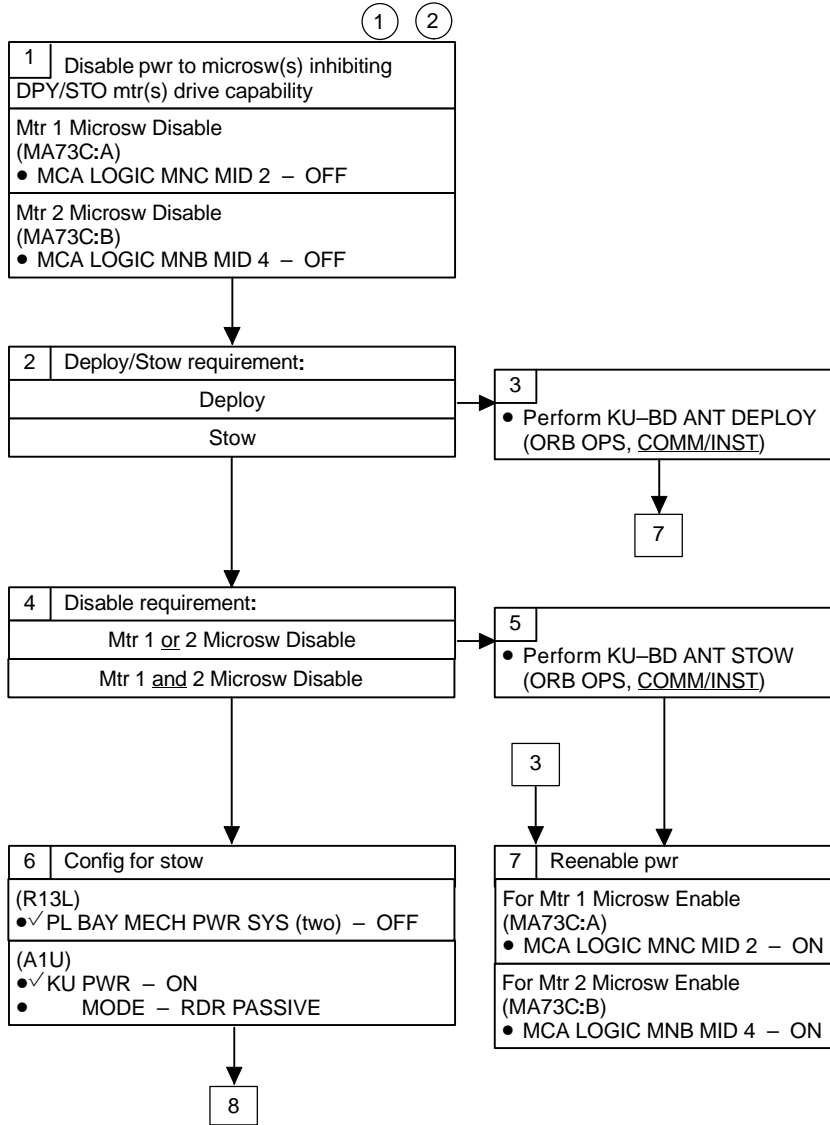 1 2
1 Disable pwr to microsw(s) inhibiting
DPY/STO mtr(s) drive capability
Mtr 1 Microsw Disable
(MA73C:A)
● MCA LOGIC MNC MID 2 – OFF
Mtr 2 Microsw Disable
(MA73C:B)
● MCA LOGIC MNB MID 4 – OFF
2 Deploy/Stow requirement:
Deploy
Stow
3
● Perform KU–BD ANT DEPLOY
(ORB OPS, COMM/INST)
7
4 Disable requirement:
Mtr 1 or 2 Microsw Disable
Mtr 1 and 2 Microsw Disable
5
● Perform KU–BD ANT STOW
(ORB OPS, COMM/INST)
3
6 Config for stow
(R13L)
●√PL BAY MECH PWR SYS (two) – OFF
(A1U)
●√KU PWR – ON
● MODE – RDR PASSIVE
8
7 Reenable pwr
For Mtr 1 Microsw Enable
(MA73C:A)
● MCA LOGIC MNC MID 2 – ON
For Mtr 2 Microsw Enable
(MA73C:B)
● MCA LOGIC MNB MID 4 – ON